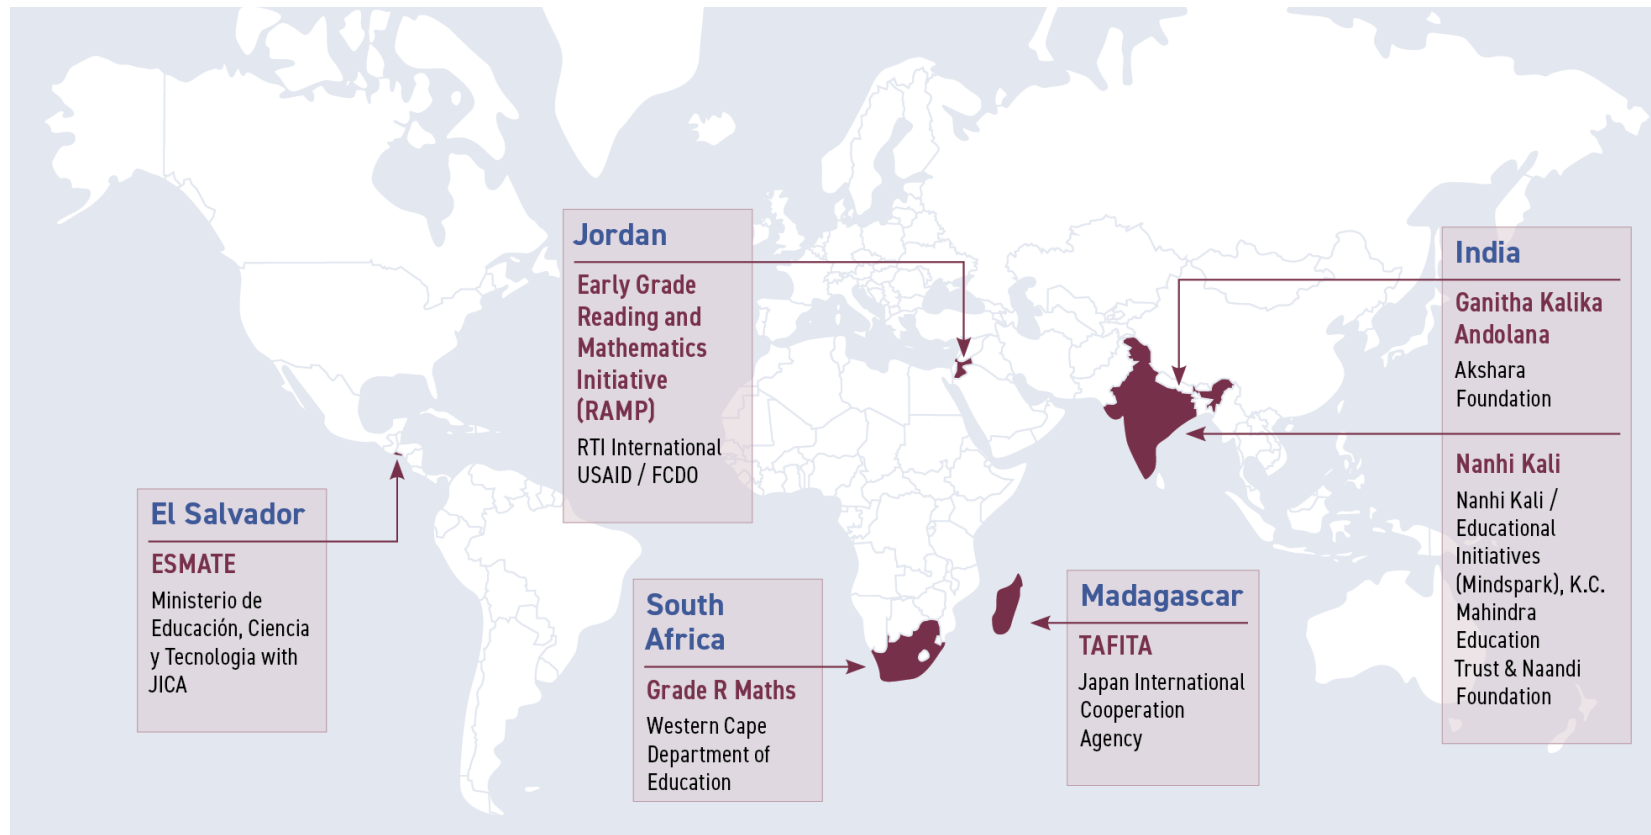 Jordan
Early Grade
Reading and
Mathematics
Initiative
(RAMP)
RTI International
USAID / FCDO
India
Ganitha Kalika
Andolana
Akshara
Foundation
Nanhi Kali
Nanhi Kali /
Educational
Initiatives
(Mindspark), K.C.
Mahindra
Education
Trust & Naandi
Foundation
El Salvador
ESMATE
Ministerio de
Educación, Ciencia
y Tecnologia with
JICA
South
Africa
Grade R Maths
Western Cape
Department of
Education
Madagascar
TAFITA
Japan International
Cooperation
Agency